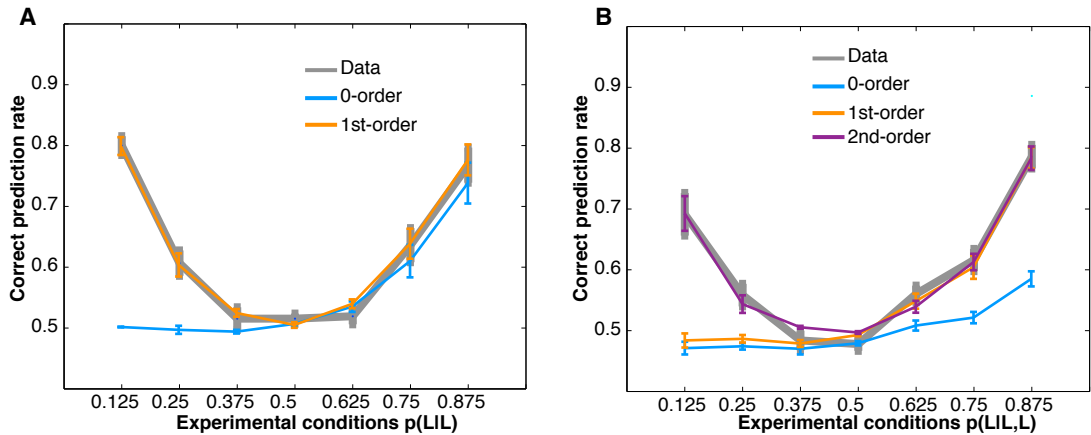 A
Correct prediction rate
0.9
0.8
0.7
0.6
0.5
Data
0-order
1st-order
0.125 0.25 0.375 0.5 0.625 0.75 0.875
Experimental conditions p(L|L)
B
Correct prediction rate
0.9
0.8
0.7
0.6
0.5
Data
0-order
1st-order
2nd-order
0.125 0.25 0.375 0.5 0.625 0.75 0.875
Experimental conditions p(L|L,L)